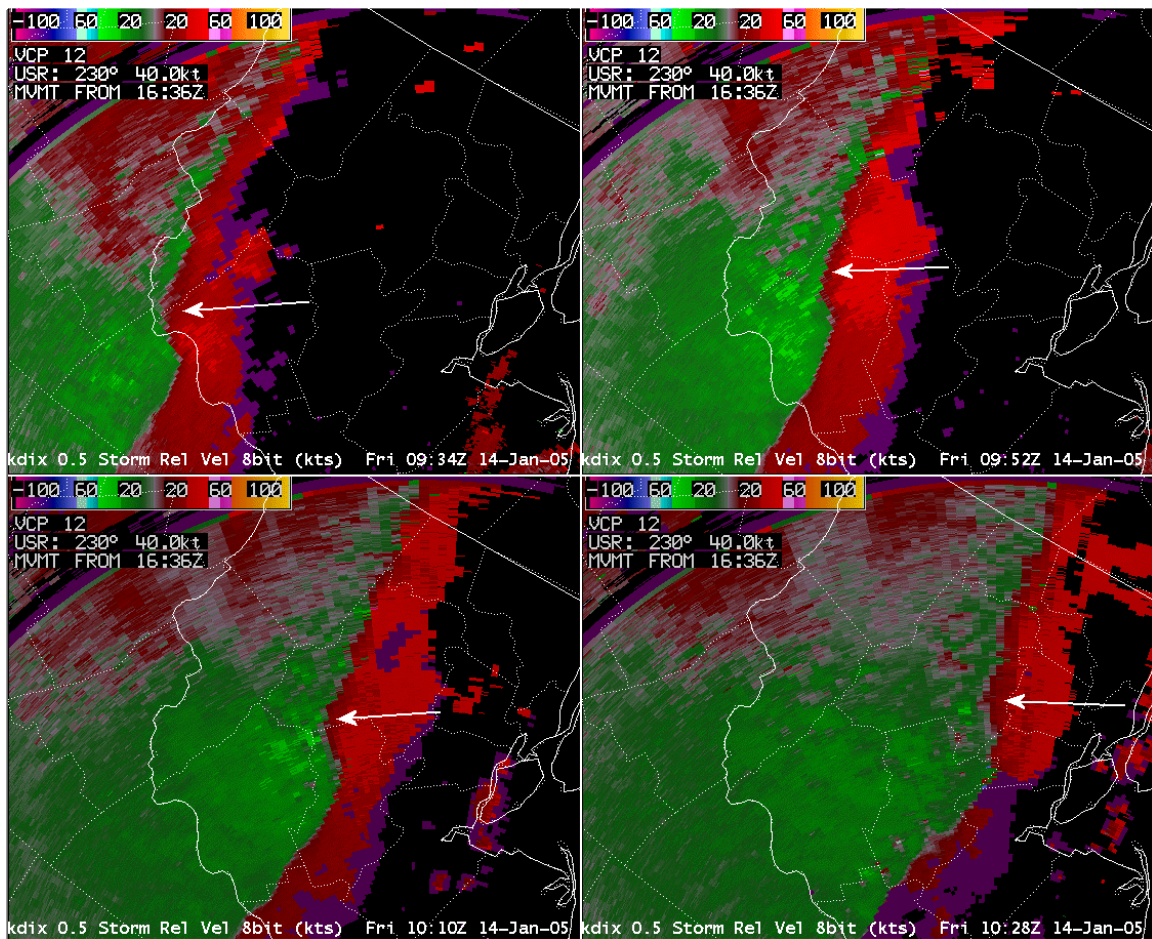 -100 60 20 20 60 100
VCP 12
USR: 230° 40.0kt
MVMT FROM 16:36Z
kdix 0.5 Storm Rel Vel 8bit (kts) Fri 09:34Z 14-Jan-05
-100 60 20 20 60 100
VCP 12
USR: 230° 40.0kt
MVMT FROM 16:36Z
kdix 0.5 Storm Rel Vel 8bit (kts) Fri 09:52Z 14-Jan-05
-100 60 20 20 60 100
VCP 12
USR: 230° 40.0kt
MVMT FROM 16:36Z
kdix 0.5 Storm Rel Vel 8bit (kts) Fri 10:10Z 14-Jan-05
-100 60 20 20 60 100
VCP 12
USR: 230° 40.0kt
MVMT FROM 16:36Z
kdix 0.5 Storm Rel Vel 8bit (kts) Fri 10:28Z 14-Jan-05